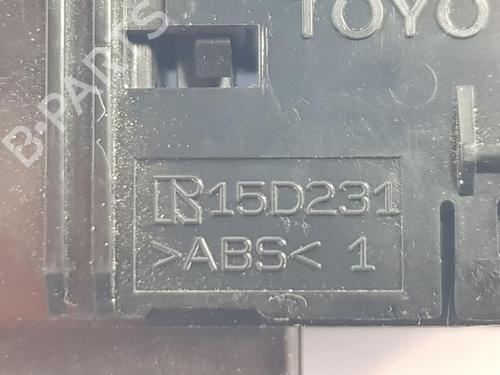 TOYO
B-PARTS
R 15D231
>ABS< 1